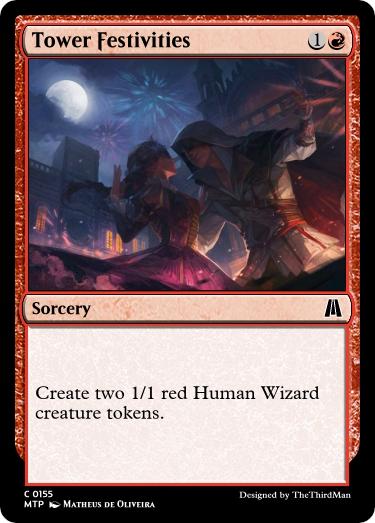 Tower Festivities 1
Sorcery
Create two 1/1 red Human Wizard
creature tokens.
C 0155
MTP Matheus de Oliveira
Designed by TheThirdMan